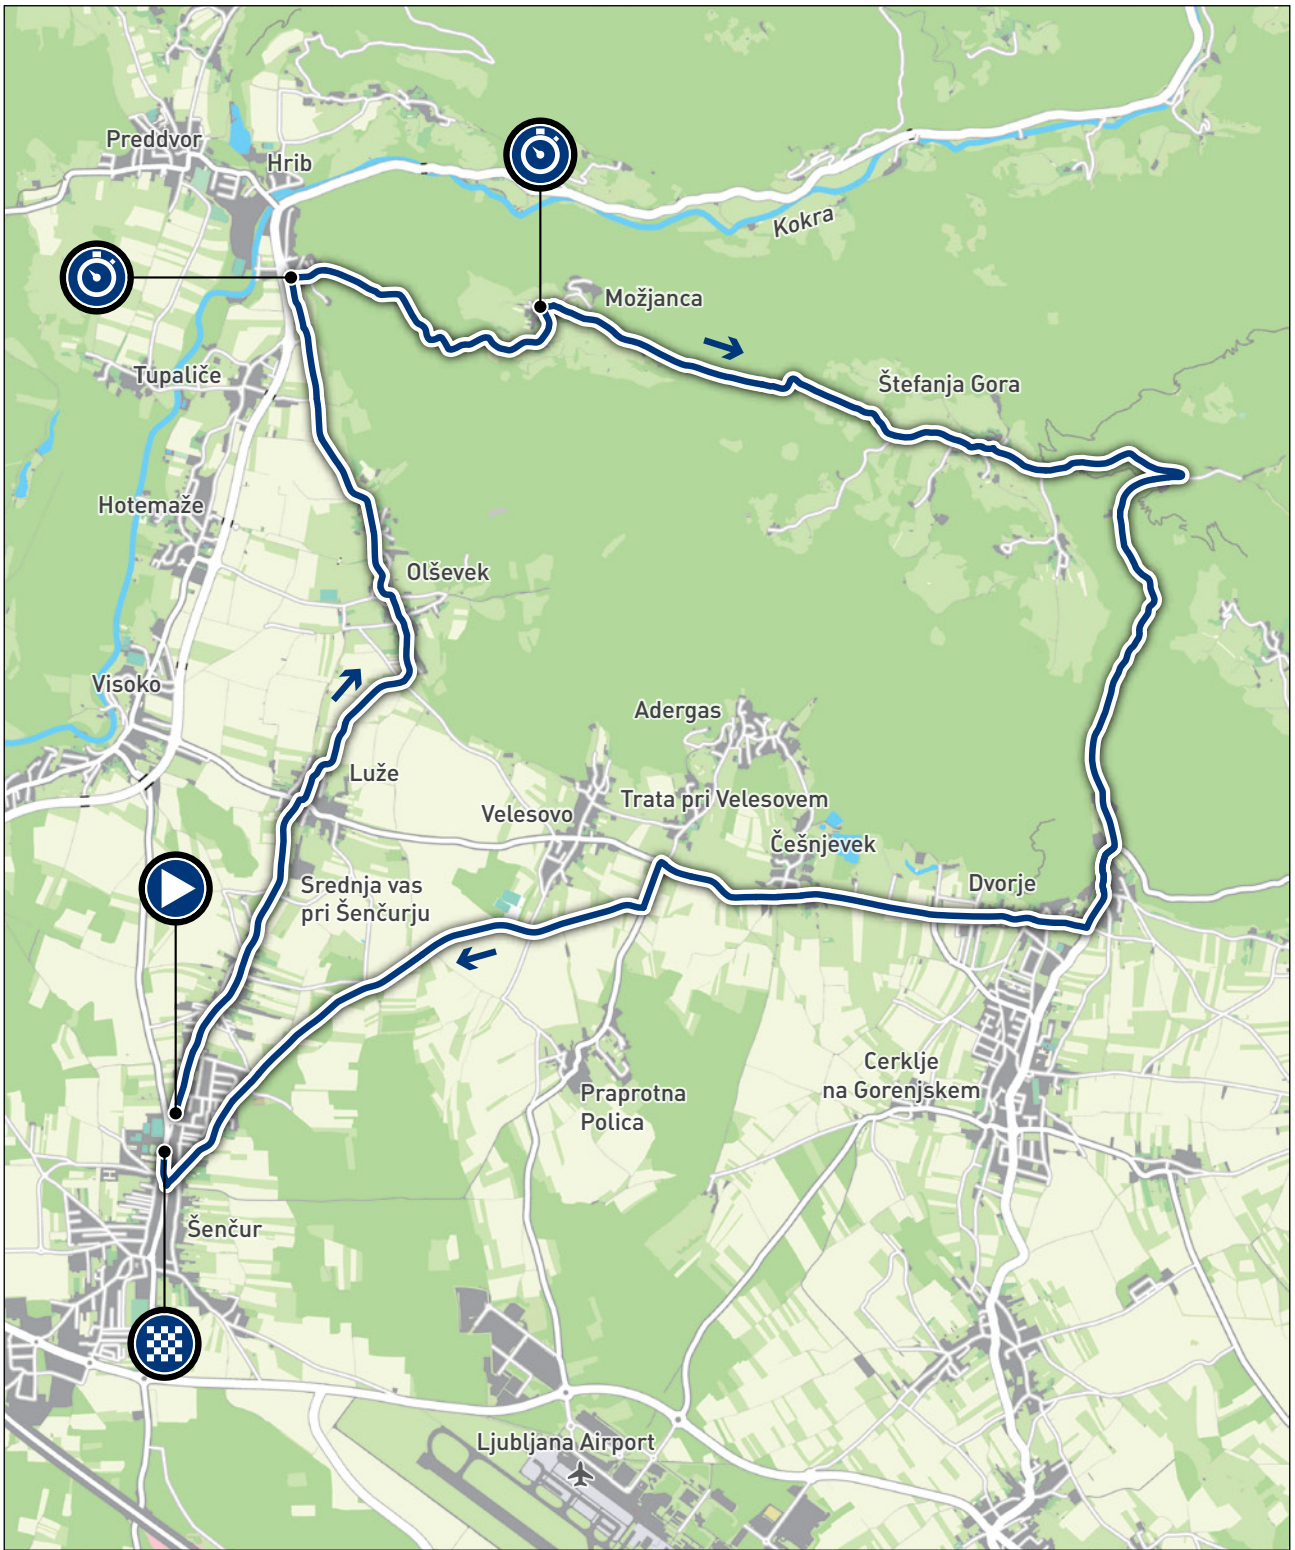 Preddvor
Hrib
Kokra
Možjanca
Tupaliče
Štefanja Gora
Hotemaže
Olševek
Visoko
Adergas
Luže
Trata pri Velesovem
Velesovo
Češnjevek
Srednja vas
pri Šenčurju
Dvorje
Cerklje
na Gorenjskem
Praprotna
Polica
Šenčur
Ljubljana Airport